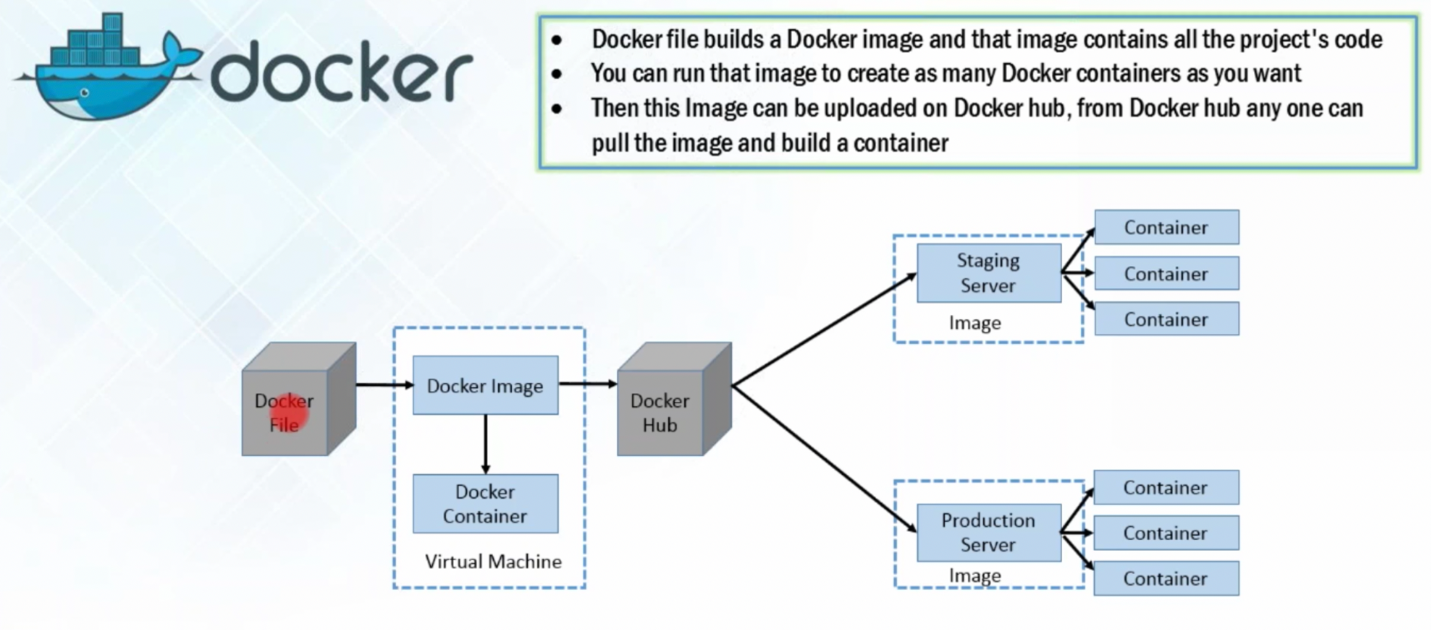 docker
• Docker file builds a Docker image and that image contains all the project's code
• You can run that image to create as many Docker containers as you want
• Then this Image can be uploaded on Docker hub, from Docker hub any one can
pull the image and build a container
Docker
File
Docker Image
Docker
Container
Virtual Machine
Docker
Hub
Staging
Server
Image
Container
Container
Container
Production
Server
Image
Container
Container
Container